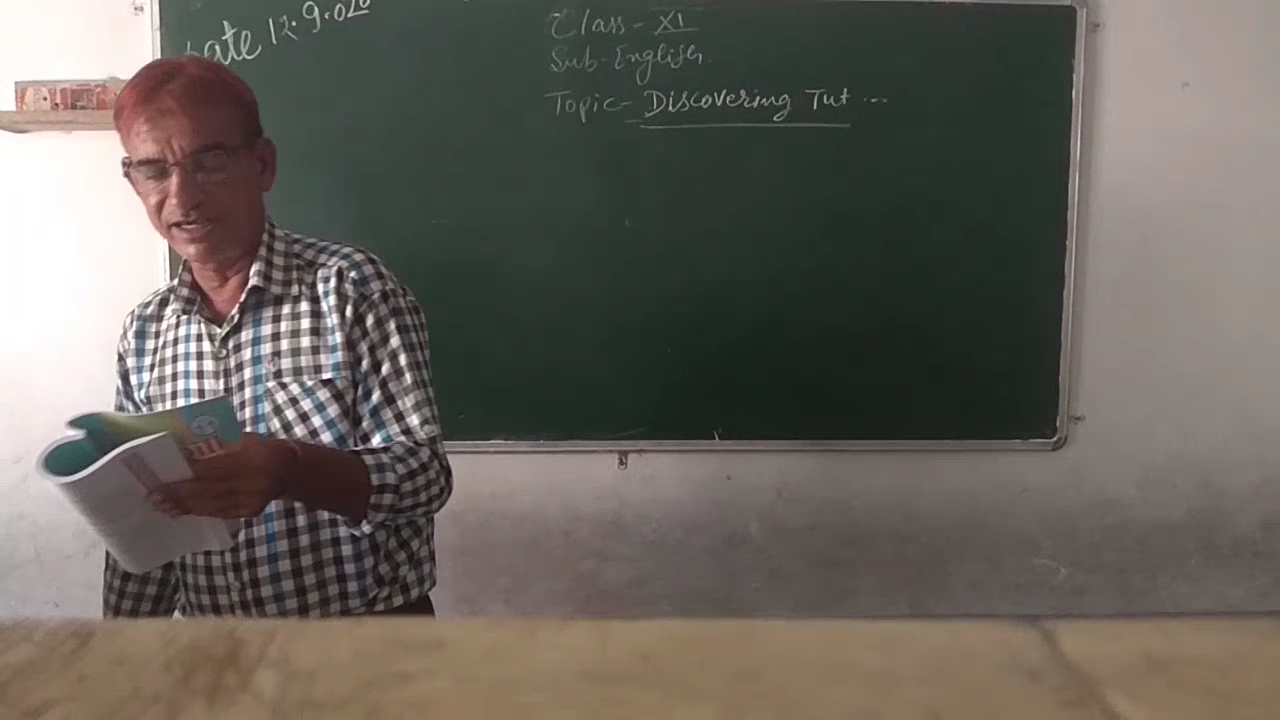 Date 12.9.020
Class - XI
Sub - English.
Topic - Discovering Tut ...